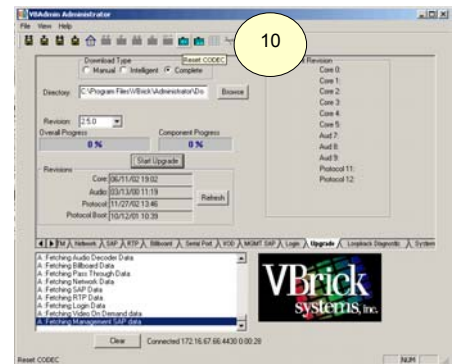 VBAdmin Administrator
File View Help
10
Reset CODEC
Download Type
Manual Intelligent Complete
Directory: C:\Program Files\VBrick\Administrator\Do
Browse
Revision: 2.5.0
Overall Progress
Component Progress
0 %
0 %
Start Upgrade
Revisions
Core: 06/11/02 19:02
Audio: 03/13/00 11:19
Protocol: 11/27/02 13:46
Protocol Boot: 10/12/01 10:39
Refresh
Revision
Core 0:
Core 1:
Core 2:
Core 3
Core 4:
Core 5:
Aud 7:
Aud 8:
Aud 9:
Protocol 11:
Protocol 12:
TM Network SAP RTP Billboard Serial Port VOD MGMT SAP Login Upgrade Loopback Diagnostic System
A: Fetching Audio Decoder Data
A: Fetching Billboard Data
A: Fetching Pass Through Data
A: Fetching Network Data
A: Fetching SAP Data
A: Fetching RTP Data
A: Fetching Login Data
A: Fetching Video On Demand data
A: Fetching Management SAP data
VBrick
systems, inc.
Clear
Connected 172.16.67.66:4430 0:00:28
Reset CODEC
NUM